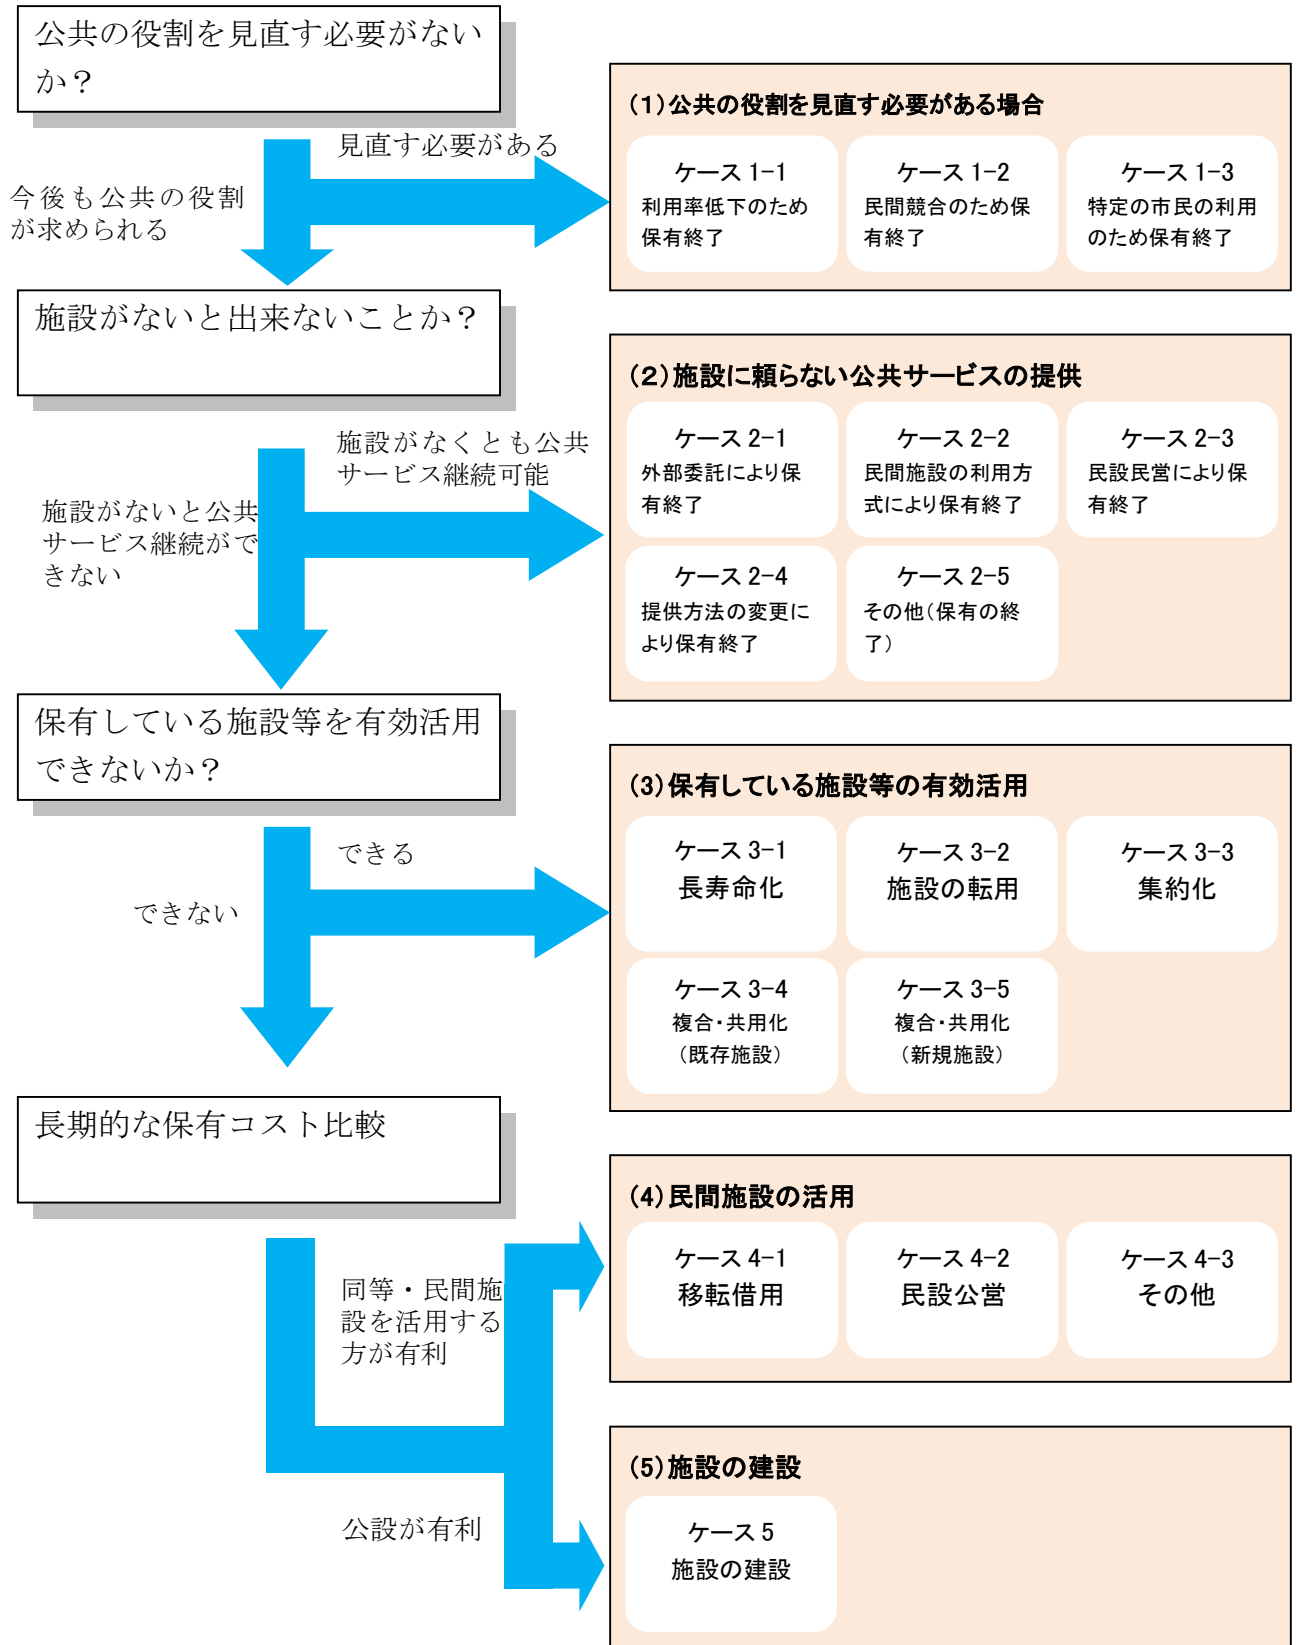 公共の役割を見直す必要がない
か？
見直す必要がある
今後も公共の役割
が求められる
(1)公共の役割を見直す必要がある場合
ケース 1-1
利用率低下のため
保有終了
ケース 1-2
民間競合のため保
有終了
ケース 1-3
特定の市民の利用
のため保有終了
施設がないと出来ないことか？
施設がなくとも公共
サービス継続可能
施設がないと公共
サービス継続がで
きない
(2)施設に頼らない公共サービスの提供
ケース 2-1
外部委託により保
有終了
ケース 2-2
民間施設の利用方
式により保有終了
ケース 2-3
民設民営により保
有終了
ケース 2-4
提供方法の変更に
より保有終了
ケース 2-5
その他(保有の終
了)
保有している施設等を有効活用
できないか？
できる
できない
(3)保有している施設等の有効活用
ケース 3-1
長寿命化
ケース 3-2
施設の転用
ケース 3-3
集約化
ケース 3-4
複合・共用化
(既存施設)
ケース 3-5
複合・共用化
(新規施設)
長期的な保有コスト比較
同等・民間施
設を活用する
方が有利
公設が有利
(4)民間施設の活用
ケース 4-1
移転借用
ケース 4-2
民設公営
ケース 4-3
その他
(5)施設の建設
ケース 5
施設の建設